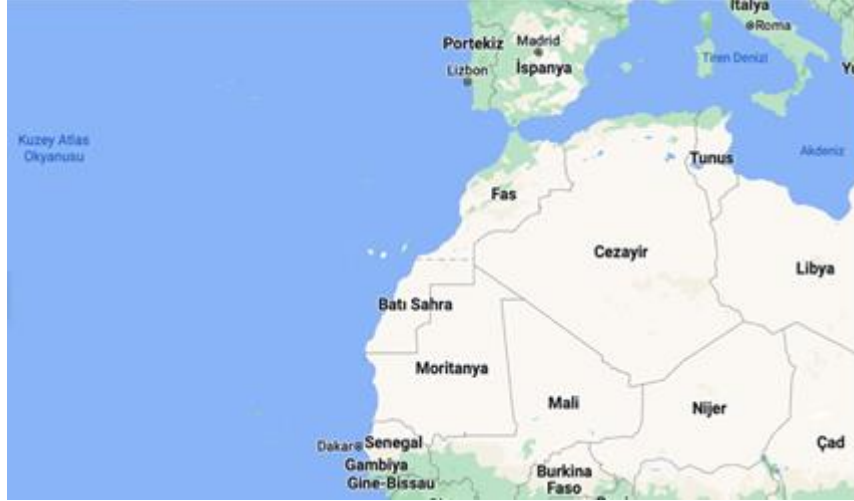 İtalya
Roma
Portekiz
Madrid
Tiren Denizi
Lizbon
İspanya
Kuzey Atlas
Okyanusu
Tunus
Akdeniz
Fas
Cezayir
Libya
Batı Sahra
Moritanya
Mali
Nijer
Dakar
Senegal
Çad
Gambiya
Burkina
Faso
Gine-Bissau